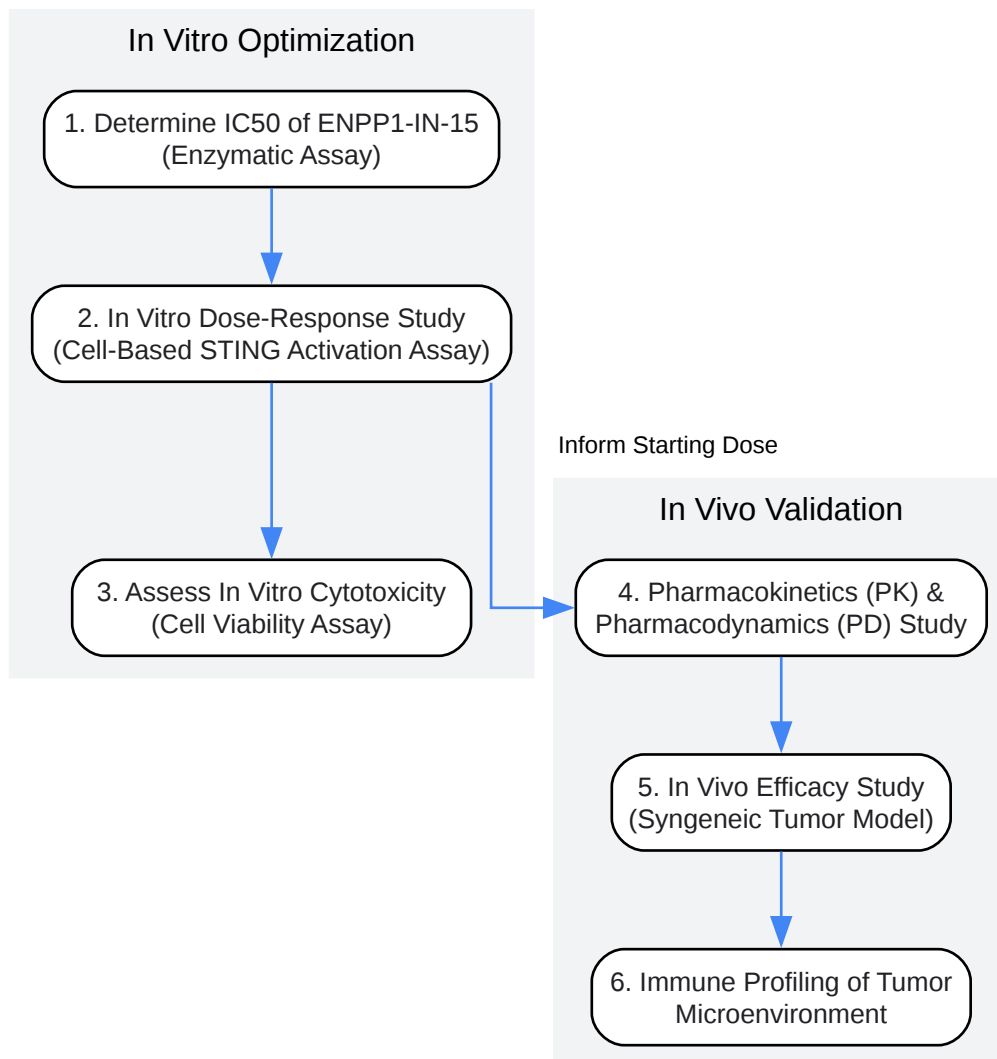 In Vitro Optimization
1. Determine IC50 of ENPP1-IN-15
(Enzymatic Assay)
2. In Vitro Dose-Response Study
(Cell-Based STING Activation Assay)
3. Assess In Vitro Cytotoxicity
(Cell Viability Assay)
Inform Starting Dose
In Vivo Validation
4. Pharmacokinetics (PK) &
Pharmacodynamics (PD) Study
5. In Vivo Efficacy Study
(Syngeneic Tumor Model)
6. Immune Profiling of Tumor
Microenvironment